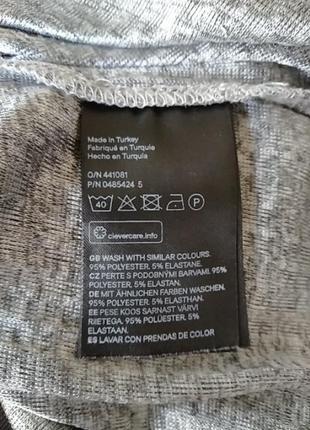 Made in Turkey
Fabriqué en Turquie
Hecho en Turquía
O/N 441081
P/N 0485424 5
40 P
clevercare.info
GB WASH WITH SIMILAR COLOURS.
95% POLYESTER, 5% ELASTANE.
CZ PERTE S PODOBNÝMI BARVAMI. 95%
POLYESTER, 5% ELASTAN.
DE MIT ÄHNLICHEN FARBEN WASCHEN.
95% POLYESTER, 5% ELASTHAN.
EE PESE KOOS SARNAST VÄRVI
RIETEGA. 95% POLÜESTER, 5%
ELASTAAN.
ES LAVAR CON PRENDAS DE COLOR